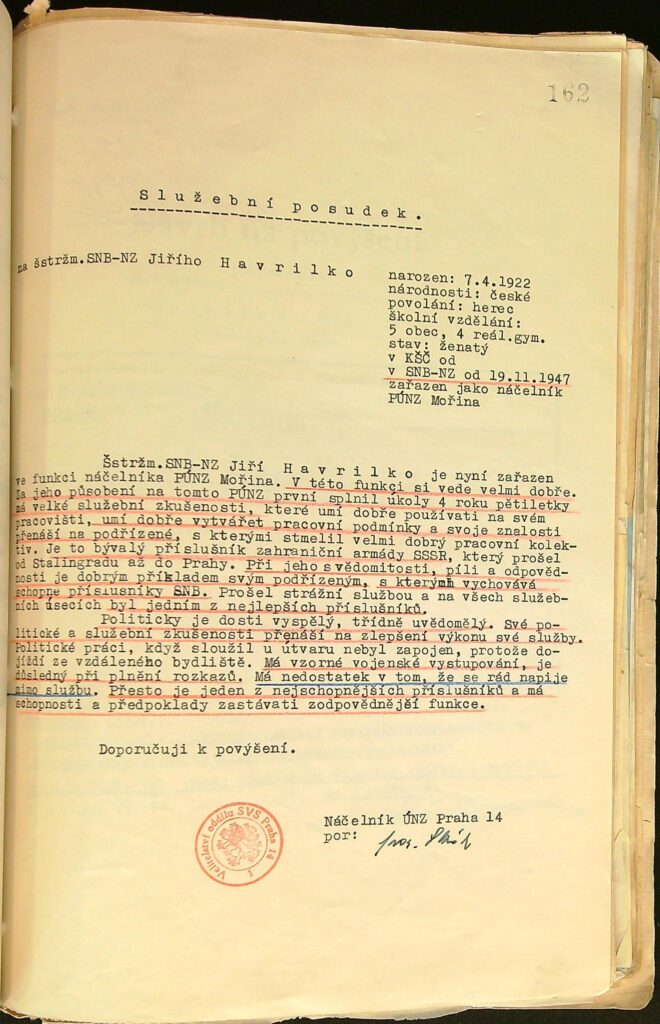 162
Služební posudek.
na šstržm.SNB-NZ Jiřího Havrilko
narozen: 7.4.1922
národnosti: české
povolání: herec
školní vzdělání:
5 obec, 4 reál.gym.
stav: ženatý
v KSČ od
v SNB-NZ od 19.11.1947
zařazen jako náčelník
PÚNZ Mořina
Šstržm.SNB-NZ Jiří Havrilko je nyní zařazen
ve funkci náčelníka PÚNZ Mořina. V této funkci si vede velmi dobře.
Za jeho působení na tomto PÚNZ první splnil úkoly 4 roku pětiletky
má velké služební zkušenosti, které umí dobře používati na svém
pracovišti, umí dobře vytvářet pracovní podmínky a svoje znalosti
přenáší na podřízené, s kterými stmelil velmi dobrý pracovní kolek-
tiv. Je to bývalý příslušník zahraniční armády SSSR, který prošel
od Stalingradu až do Prahy. Při jeho svědomitosti, píli a odpověd-
nosti je dobrým příkladem svým podřízeným, s kterými vychovává
schopné příslušníky SNB. Prošel strážní službou a na všech služeb-
ních úsecích byl jedním z nejlepších příslušníků.
Politicky je dosti vyspělý, třídně uvědomělý. Své po-
litické a služební zkušenosti přenáší na zlepšení výkonu své služby.
Politické práci, když sloužil u útvaru nebyl zapojen, protože do-
jíždí ze vzdáleného bydliště. Má vzorné vojenské vystupování, je
důsledný při plnění rozkazů. Má nedostatek v tom, že se rád napije
mimo službu. Přesto je jeden z nejschopnějších příslušníků a má
schopnosti a předpoklady zastávati zodpovědnější funkce.
Doporučuji k povýšení.
Náčelník ÚNZ Praha 14
por:
Velitelství oddílu SVS Praha 14
1